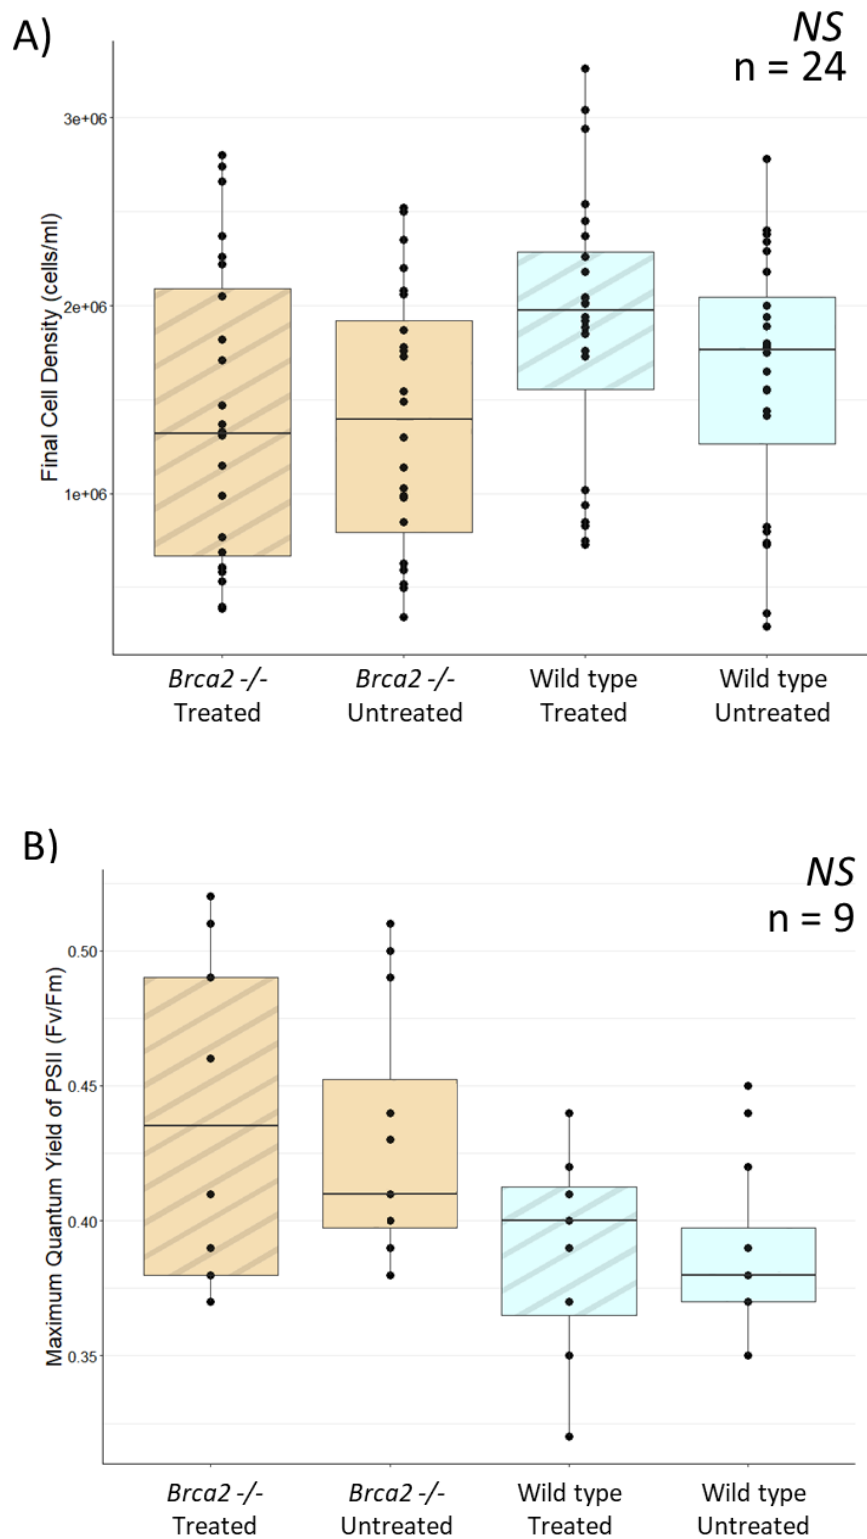 A)
NS
n = 24
Final Cell Density (cells/ml)
3e+06
2e+06
1e+06
Brca2 -/-
Treated
Brca2 -/-
Untreated
Wild type
Treated
Wild type
Untreated
B)
NS
n = 9
Maximum Quantum Yield of PSII (Fv/Fm)
0.50
0.45
0.40
0.35
Brca2 -/-
Treated
Brca2 -/-
Untreated
Wild type
Treated
Wild type
Untreated